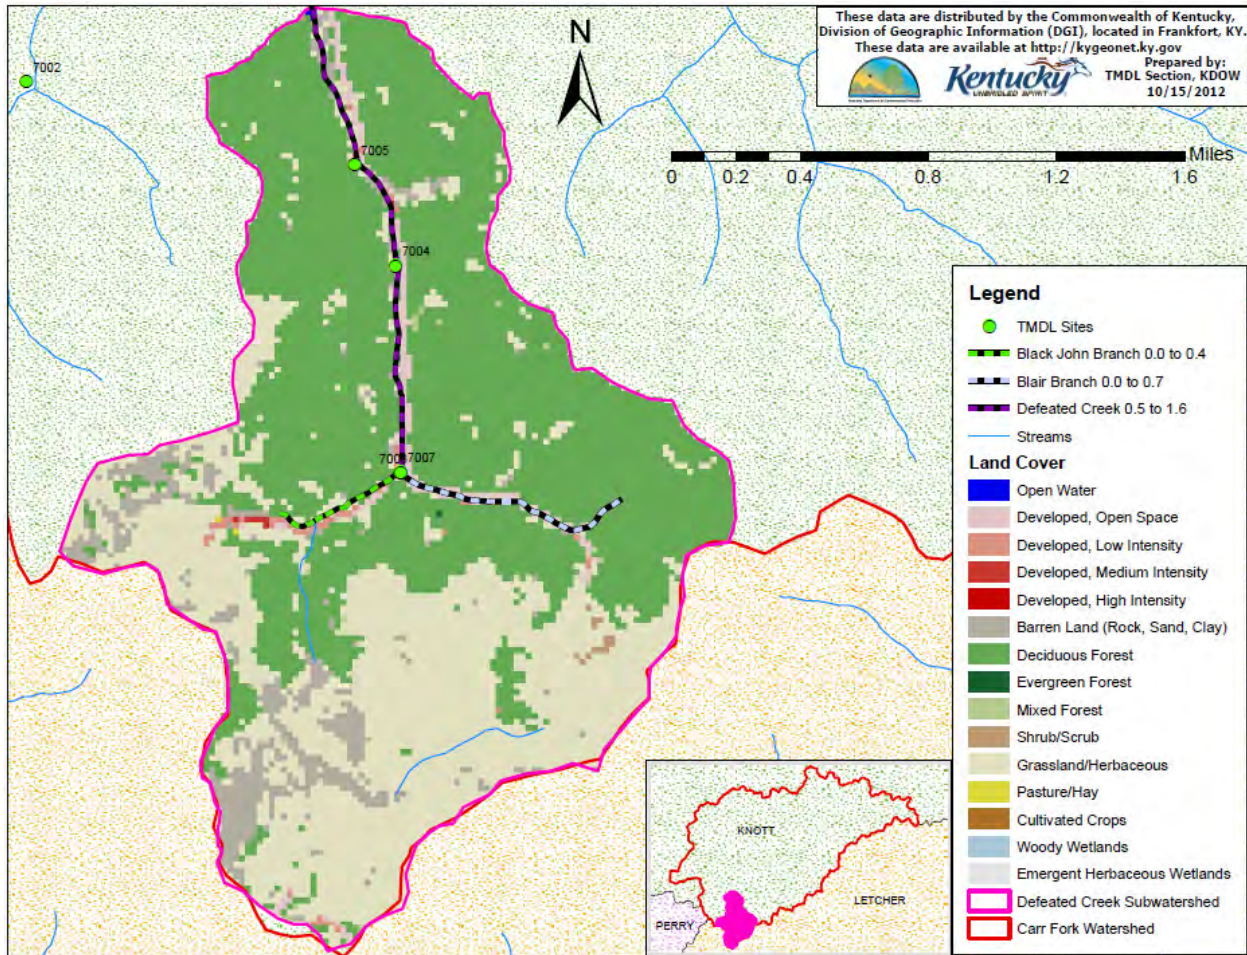 These data are distributed by the Commonwealth of Kentucky,
Division of Geographic Information (DGI), located in Frankfort, KY.
These data are available at http://kygeonet.ky.gov
Prepared by:
TMDL Section, KDOW
10/15/2012
Kentucky
UNBRIDLED SPIRIT
N
Miles
0 0.2 0.4 0.8 1.2 1.6
7002
7005
7004
7007
Legend
TMDL Sites
Black John Branch 0.0 to 0.4
Blair Branch 0.0 to 0.7
Defeated Creek 0.5 to 1.6
Streams
Land Cover
Open Water
Developed, Open Space
Developed, Low Intensity
Developed, Medium Intensity
Developed, High Intensity
Barren Land (Rock, Sand, Clay)
Deciduous Forest
Evergreen Forest
Mixed Forest
Shrub/Scrub
Grassland/Herbaceous
Pasture/Hay
Cultivated Crops
Woody Wetlands
Emergent Herbaceous Wetlands
Defeated Creek Subwatershed
Carr Fork Watershed
KNOTT
LETCHER
PERRY